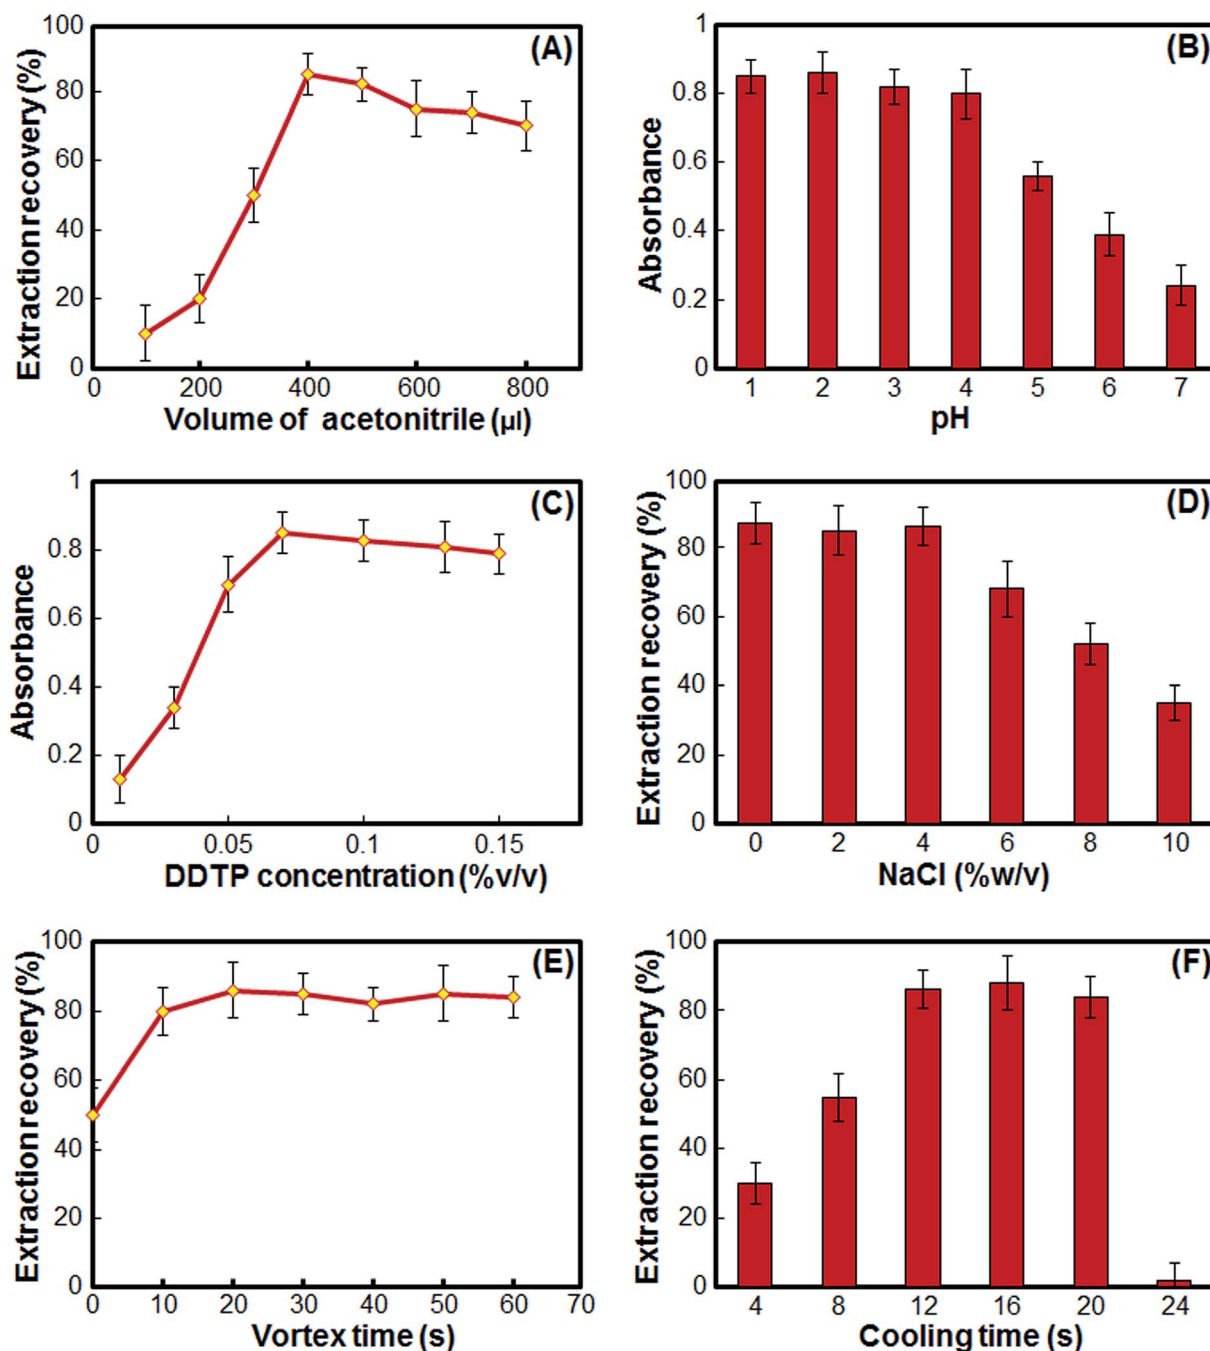 (A)
Extraction recovery (%)
100
80
60
40
20
0
0 200 400 600 800
Volume of acetonitrile (µl)
(B)
Absorbance
1
0.8
0.6
0.4
0.2
0
1 2 3 4 5 6 7
pH
(C)
Absorbance
1
0.8
0.6
0.4
0.2
0
0 0.05 0.1 0.15
DDTP concentration (%v/v)
(D)
Extraction recovery (%)
100
80
60
40
20
0
0 2 4 6 8 10
NaCl (%w/v)
(E)
Extraction recovery (%)
100
80
60
40
20
0
0 10 20 30 40 50 60 70
Vortex time (s)
(F)
Extraction recovery (%)
100
80
60
40
20
0
4 8 12 16 20 24
Cooling time (s)